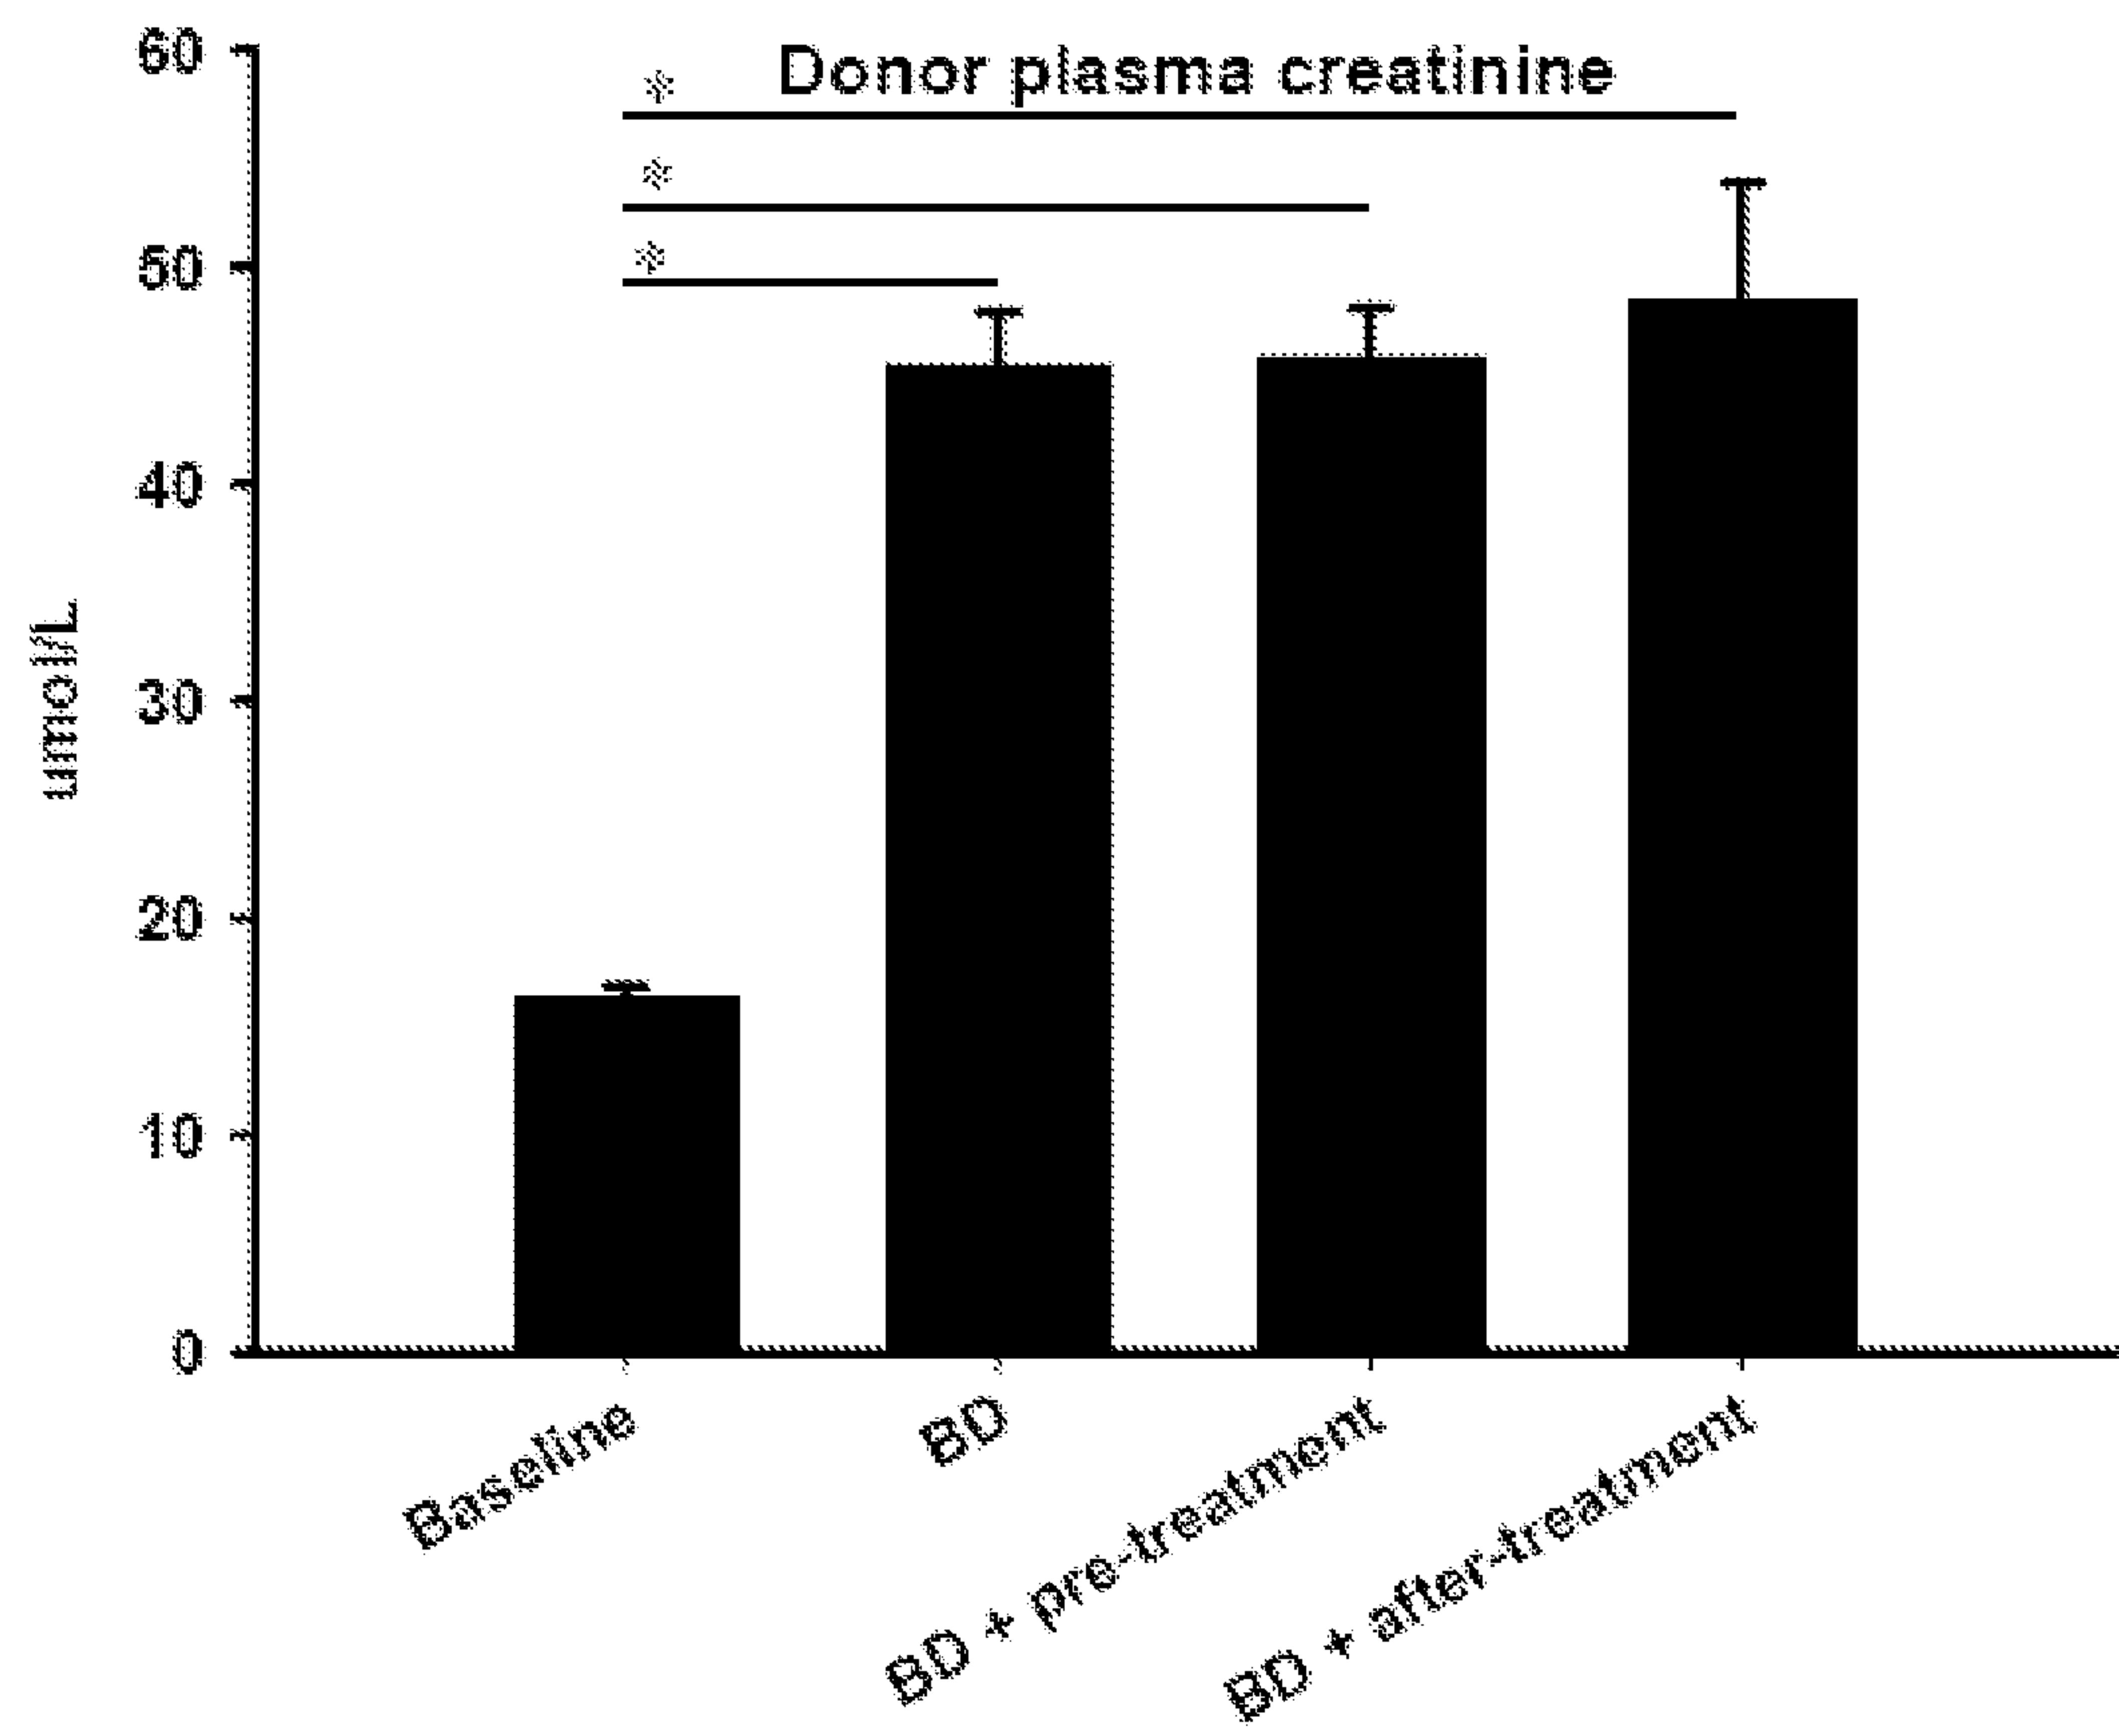 Donor plasma creatinine
umol/L
60
50
40
30
20
10
0
*
*
*
Baseline
BD
BD + pre-treatment
BD + after-treatment